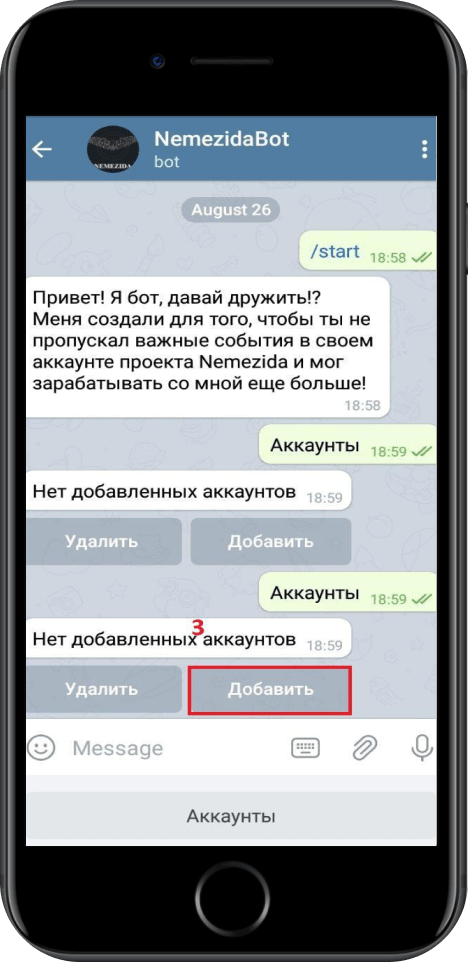 NemezidaBot
NEMEZIDA
bot
August 26
/start 18:58
Привет! Я бот, давай дружить!?
Меня создали для того, чтобы ты не
пропускал важные события в своем
аккаунте проекта Nemezida и мог
зарабатывать со мной еще больше!
18:58
Аккаунты 18:59
Нет добавленных аккаунтов 18:59
Удалить Добавить
Аккаунты 18:59
3
Нет добавленных аккаунтов 18:59
Удалить Добавить
Message
Аккаунты